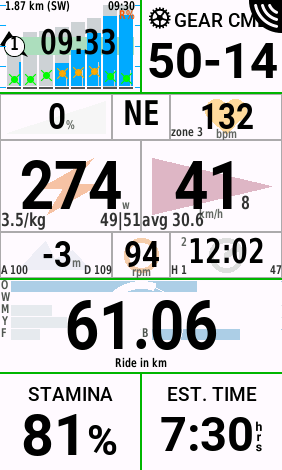 1.87 km (SW) 09:30
R%
1 09:33
GEAR CM
50-14
0 %
NE
132
zone 3 bpm
274 w
41 8
km/h
3.5/kg 49|51 avg 30.6
-3 m
A 100 D 109
94
rpm
2 12:02
H 1 47
O
W
M
Y
F
B
61.06
Ride in km
STAMINA
81%
EST. TIME
7:30 hrs